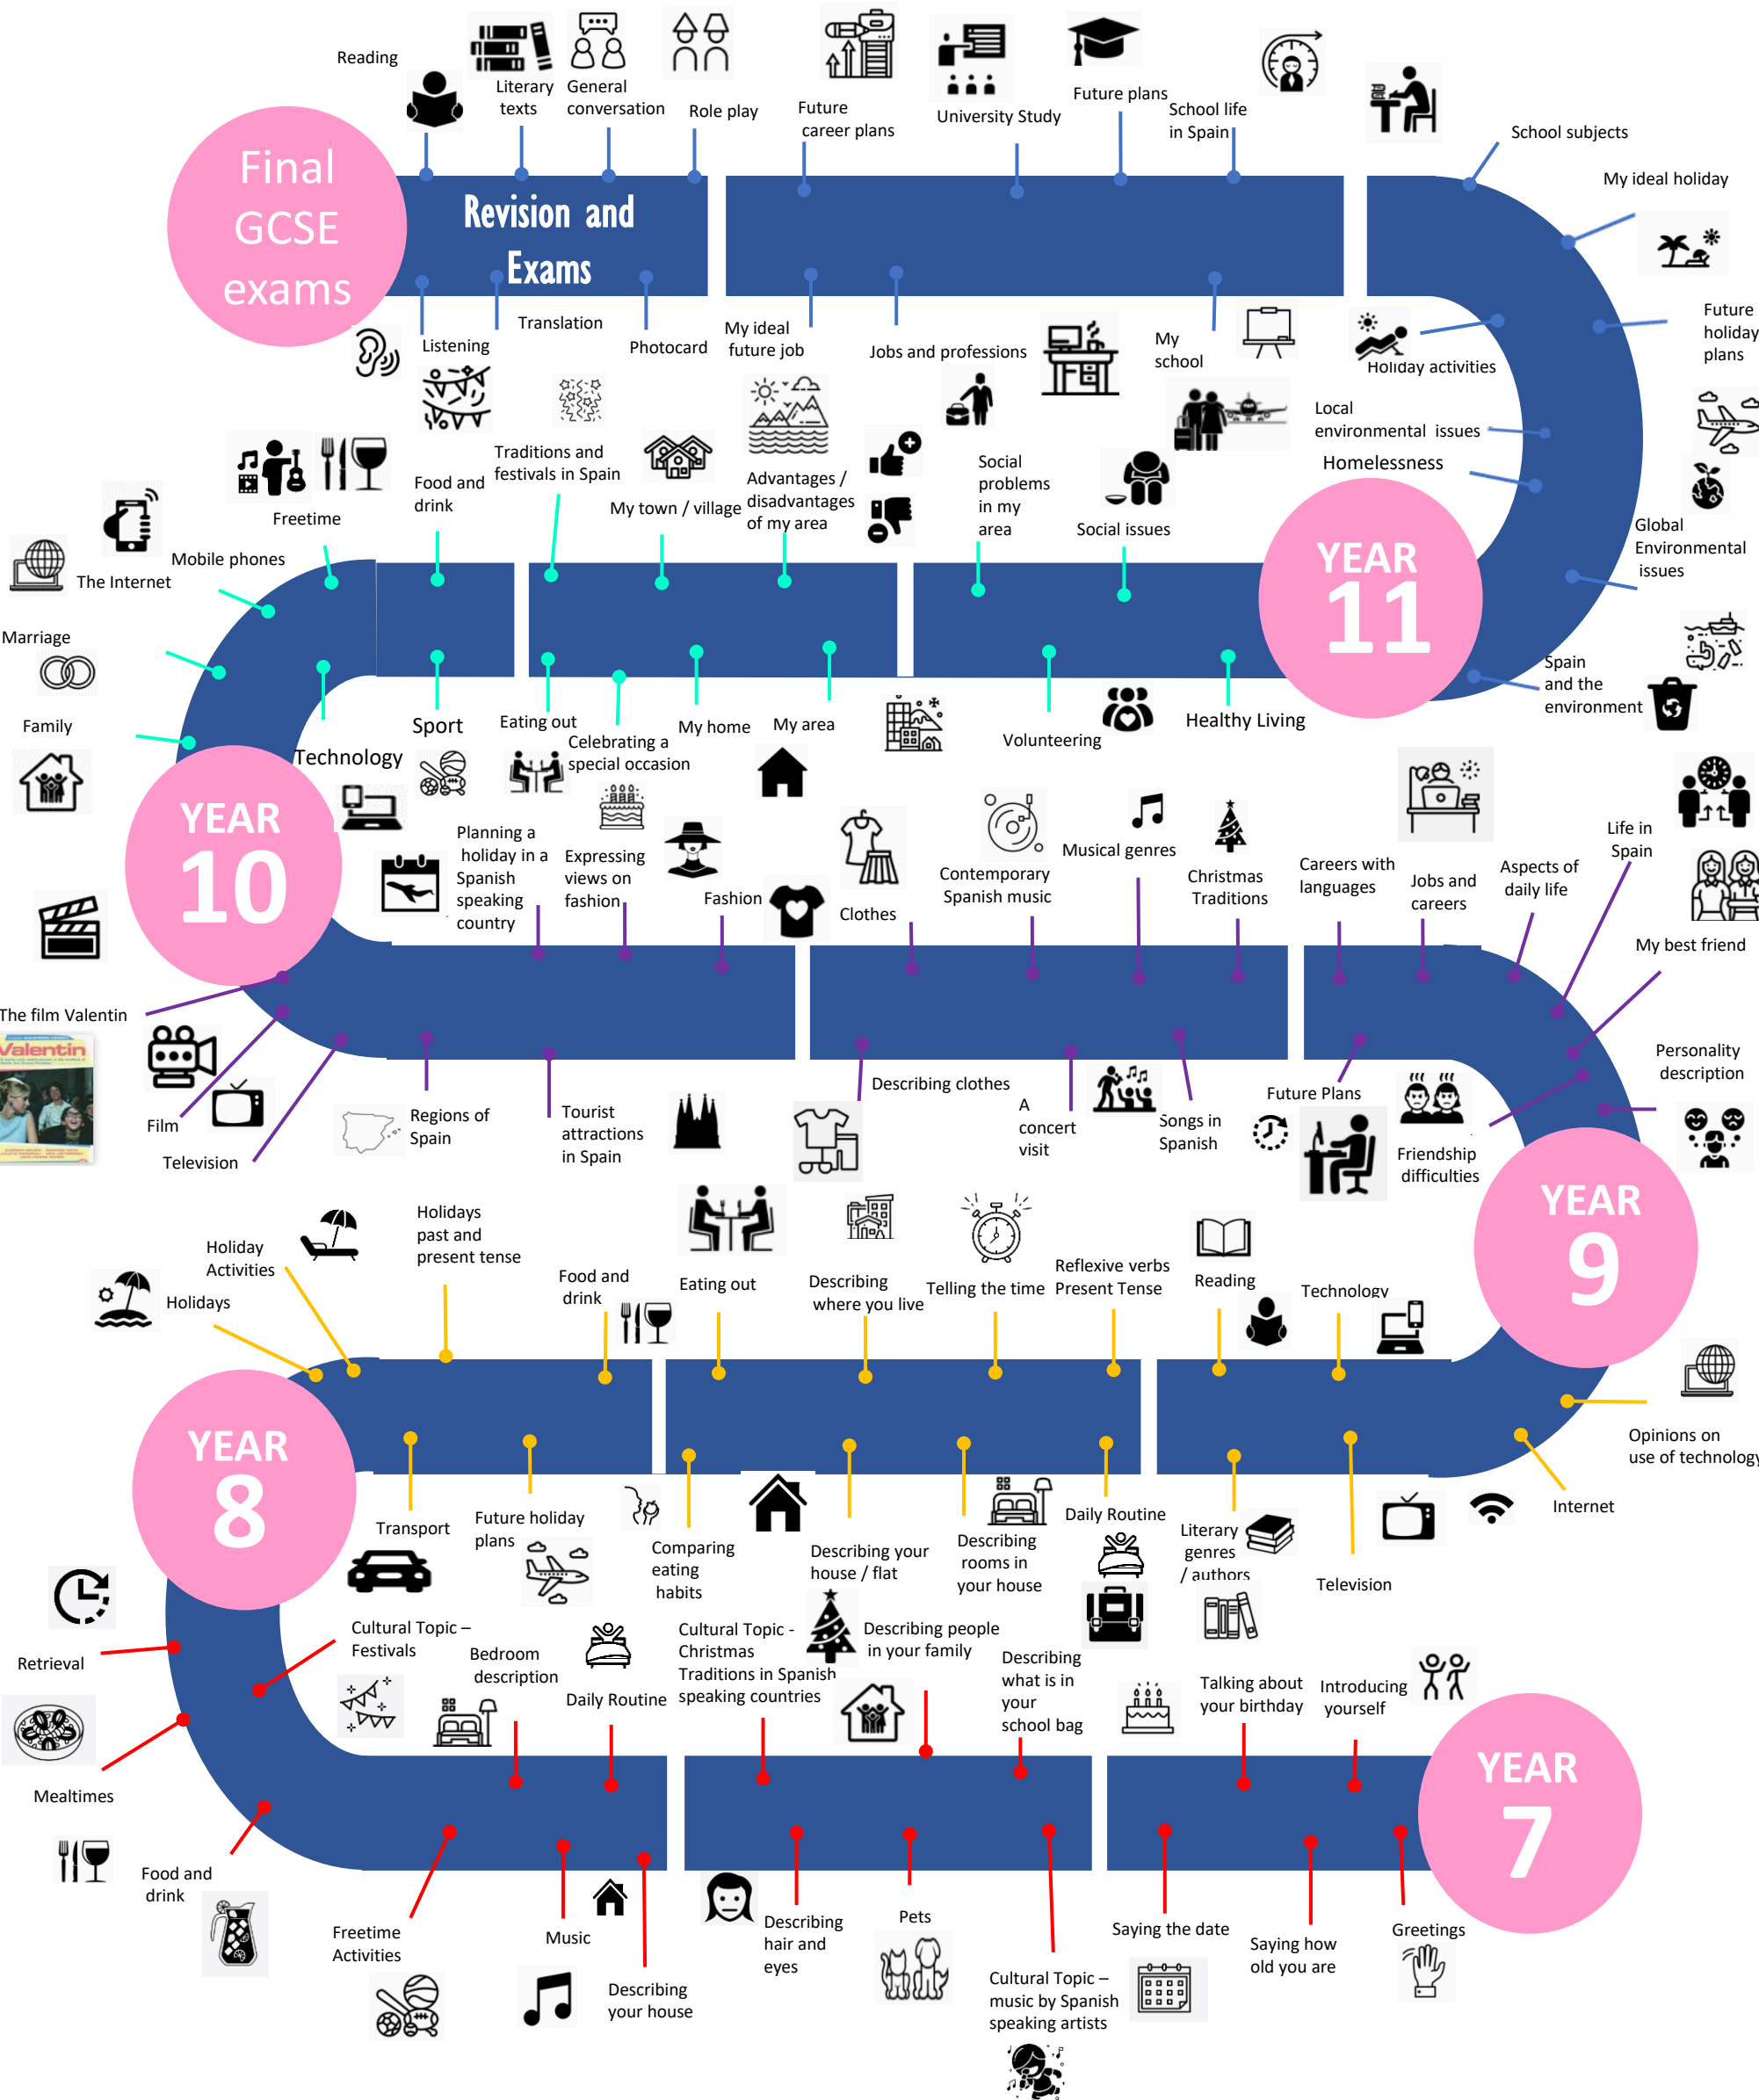 Reading
Literary
texts
General
conversation
Role play
Future
career plans
University Study
Future plans
School life
in Spain
School subjects
My ideal holiday
Final
GCSE
exams
Revision and
Exams
Listening
Translation
Photocard
My ideal
future job
Jobs and professions
My
school
Holiday activities
Future
holiday
plans
Local
environmental issues
Homelessness
Global
Environmental
issues
Spain
and the
environment
YEAR
11
Traditions and
festivals in Spain
Food and
drink
Freetime
Mobile phones
The Internet
Marriage
Family
My town / village
Advantages /
disadvantages
of my area
Social
problems
in my
area
Social issues
Technology
Sport
Eating out
Celebrating a
special occasion
My home
My area
Volunteering
Healthy Living
YEAR
10
Planning a
holiday in a
Spanish
speaking
country
Expressing
views on
fashion
Fashion
Clothes
Contemporary
Spanish music
Musical genres
Christmas
Traditions
Careers with
languages
Jobs and
careers
Aspects of
daily life
Life in
Spain
My best friend
Personality
description
The film Valentin
Valentin
Film
Television
Regions of
Spain
Tourist
attractions
in Spain
Describing clothes
A
concert
visit
Songs in
Spanish
Future Plans
Friendship
difficulties
YEAR
9
Holidays
Holiday
Activities
Holidays
past and
present tense
Food and
drink
Eating out
Describing
where you live
Telling the time
Reflexive verbs
Present Tense
Reading
Technology
Opinions on
use of technology
Internet
YEAR
8
Transport
Future holiday
plans
Comparing
eating
habits
Describing your
house / flat
Describing
rooms in
your house
Daily Routine
Literary
genres
/ authors
Television
Retrieval
Cultural Topic –
Festivals
Mealtimes
Food and
drink
Bedroom
description
Daily Routine
Cultural Topic -
Christmas
Traditions in Spanish
speaking countries
Describing people
in your family
Describing
what is in
your
school bag
Talking about
your birthday
Introducing
yourself
YEAR
7
Freetime
Activities
Music
Describing
your house
Describing
hair and
eyes
Pets
Cultural Topic –
music by Spanish
speaking artists
Saying the date
Saying how
old you are
Greetings